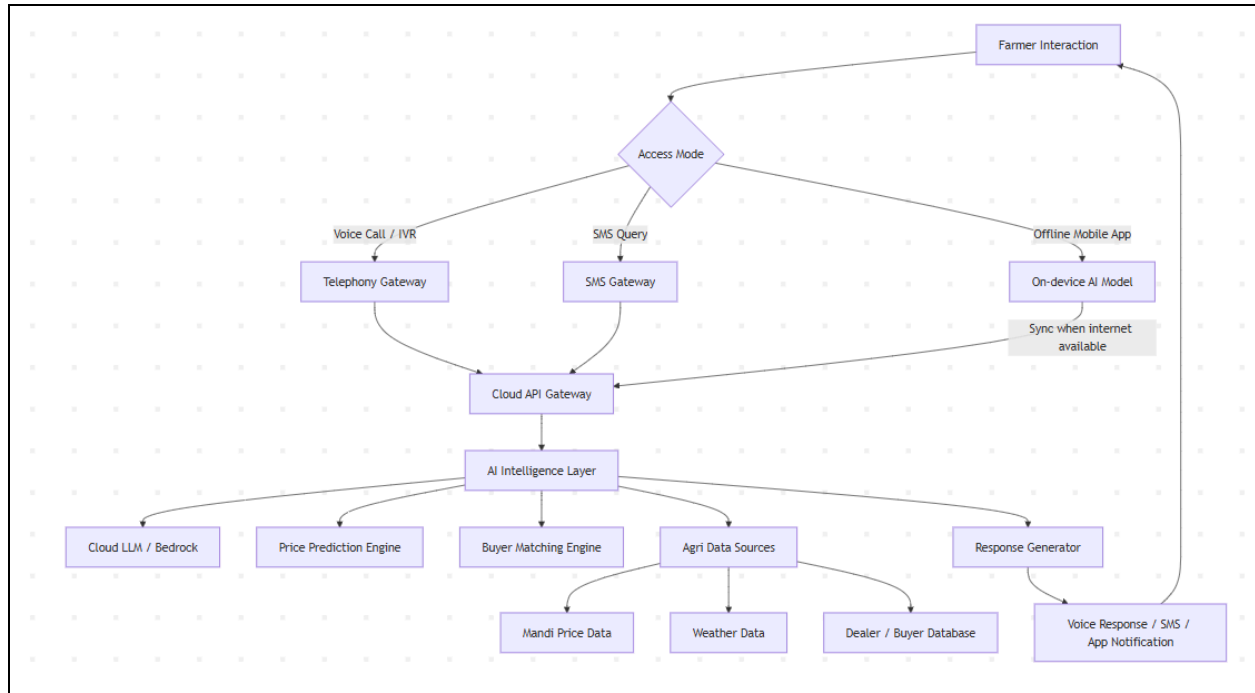 Farmer Interaction
Access Mode
Voice Call / IVR
SMS Query
Offline Mobile App
Telephony Gateway
SMS Gateway
On-device AI Model
Sync when internet
available
Cloud API Gateway
AI Intelligence Layer
Cloud LLM / Bedrock
Price Prediction Engine
Buyer Matching Engine
Agri Data Sources
Response Generator
Mandi Price Data
Weather Data
Dealer / Buyer Database
Voice Response / SMS /
App Notification